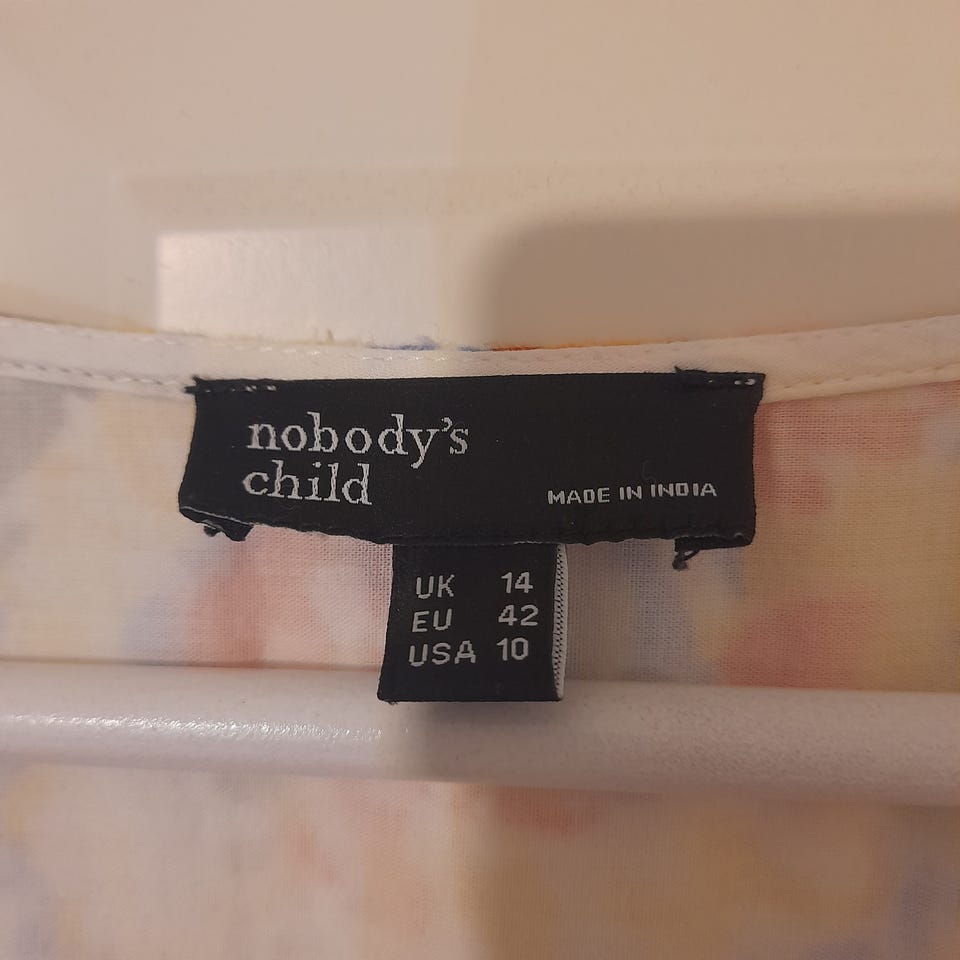 nobody's
child
MADE IN INDIA
UK 14
EU 42
USA 10